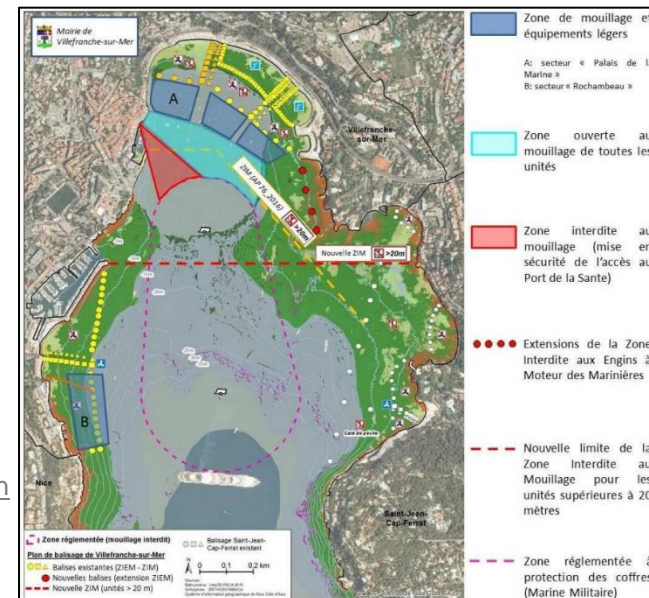 Mairie de
Villefranche-sur-Mer
A
Villefranche-
sur-Mer
ZIM (AP 76_2016)
>20m
Nouvelle ZIM >20m
B
Nice
Saint-Jean-
Cap-Ferrat
Zone réglementée (mouillage interdit)
Plan de balisage de Villefranche-sur-Mer
Balises existantes (ZIEM - ZIM)
Nouvelles balises (extension ZIEM)
Nouvelle ZIM (unités > 20 m)
Balisage Saint-Jean-
Cap-Ferrat existant
N
0 0,1 0,2 km
Zone de mouillage et
équipements légers
A: secteur « Palais de l
Marine »
B: secteur « Rochambeau »
Zone ouverte au
mouillage de toutes les
unités
Zone interdite au
mouillage (mise en
sécurité de l'accès au
Port de la Sante)
Extensions de la Zone
Interdite aux Engins à
Moteur des Marinières
Nouvelle limite de la
Zone Interdite au
Mouillage pour les
unités supérieures à 20
mètres
Zone réglementée à
protection des coffres
(Marine Militaire)